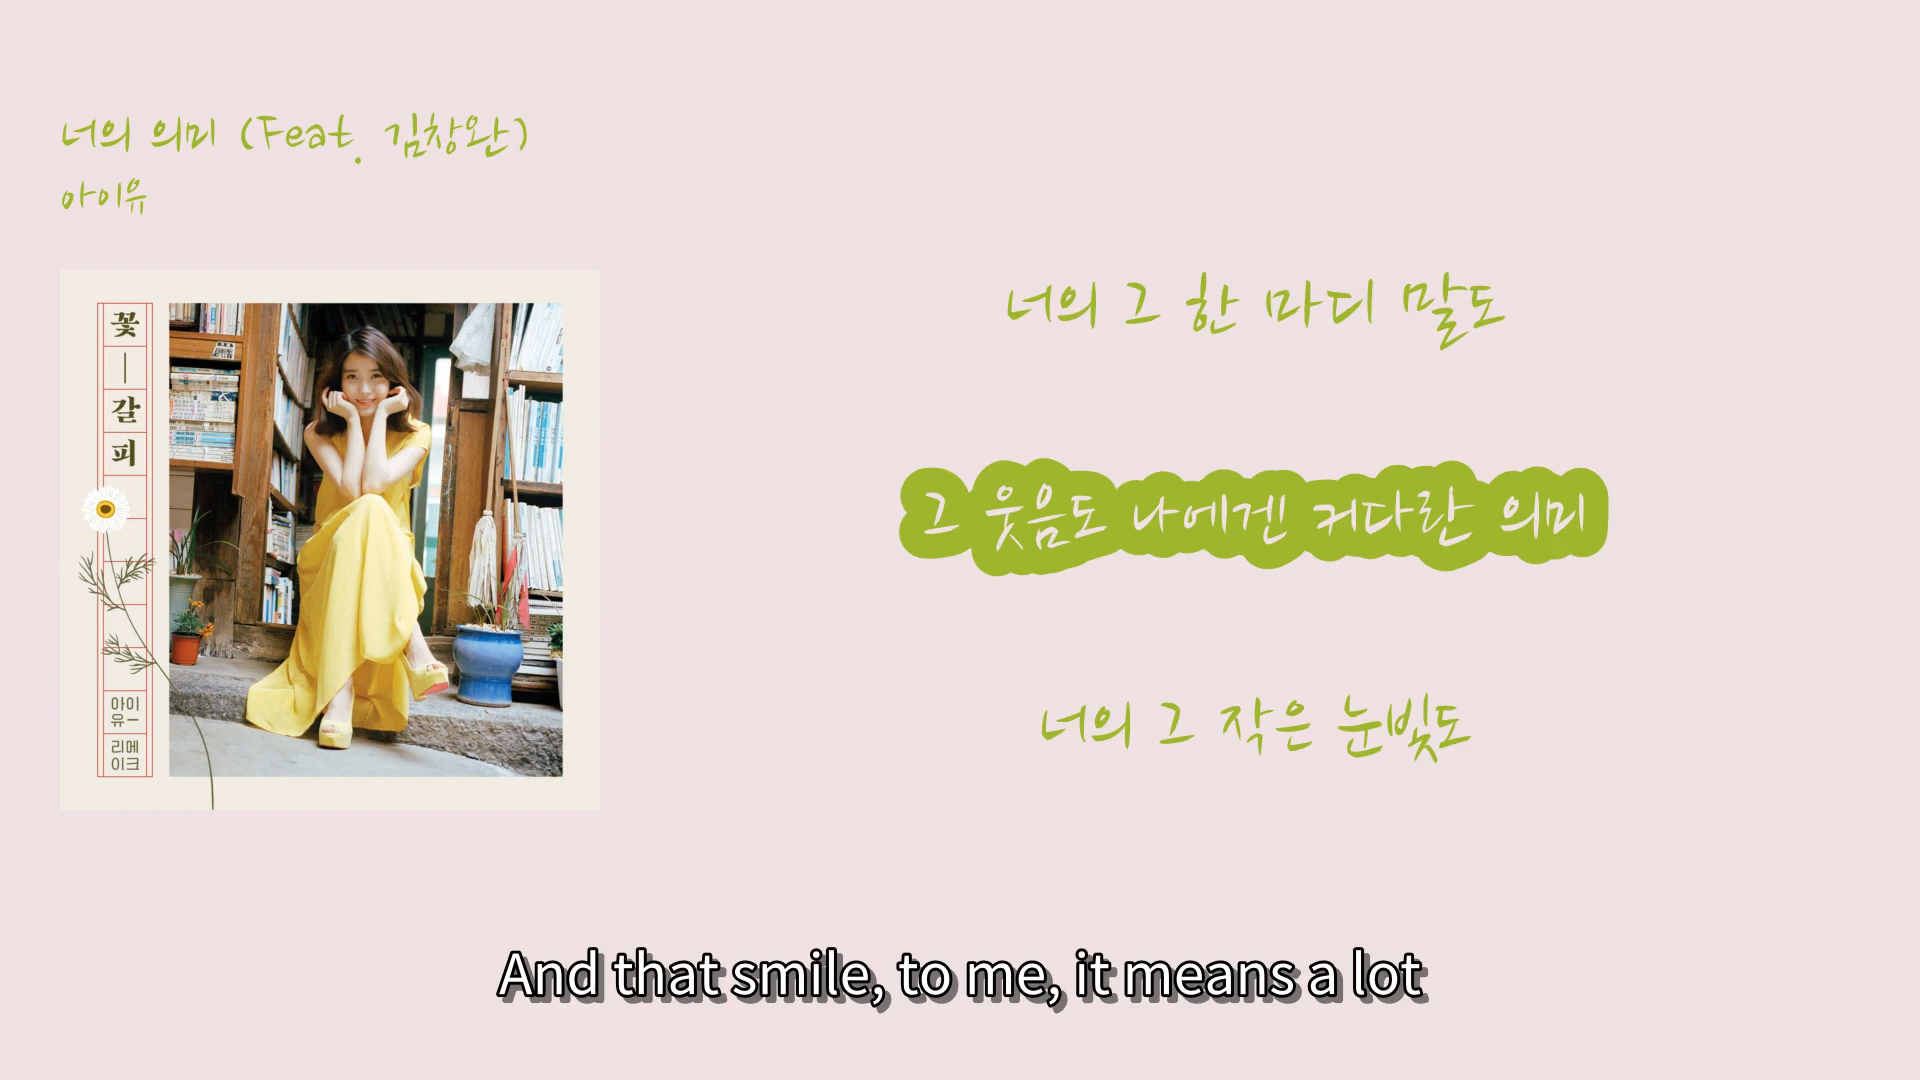 너의 의미 (Feat. 김창완)
아이유
꽃
갈
피
아이
유
리메
이크
너의 그 한 마디 말도
그 웃음도 나에겐 커다란 의미
너의 그 작은 눈빛도
And that smile, to me, it means a lot